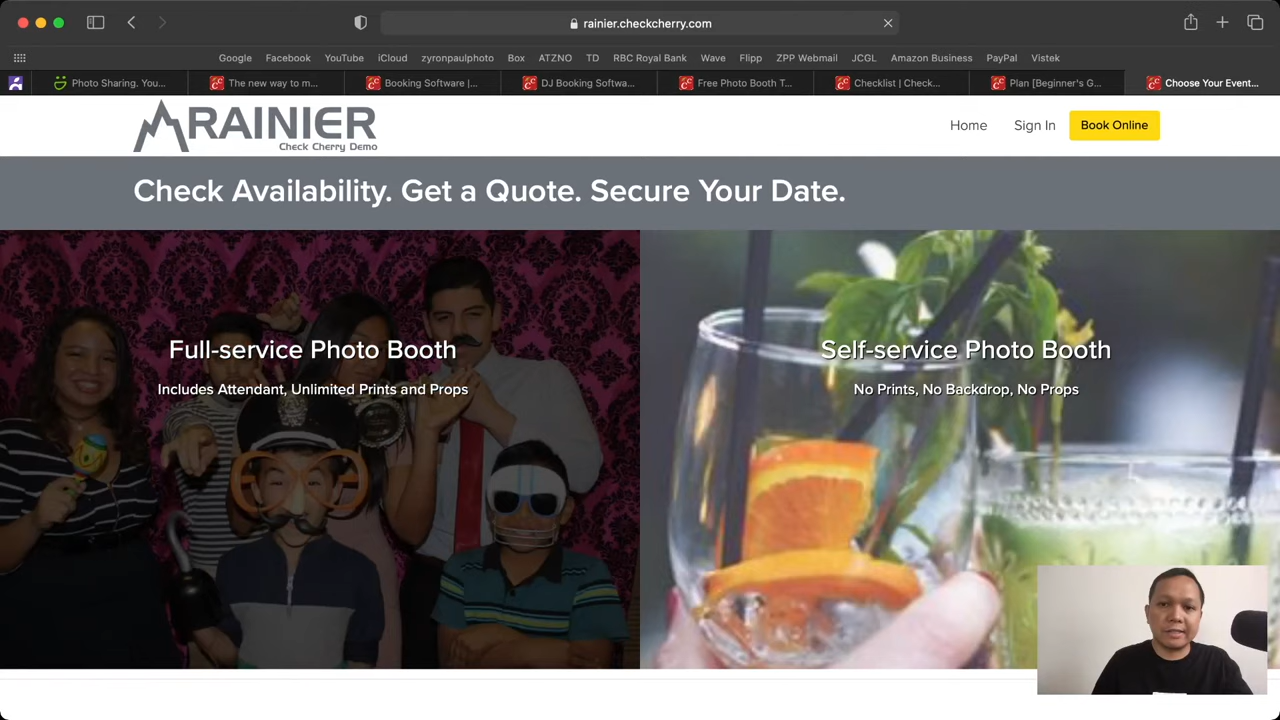 rainier.checkcherry.com
Google Facebook YouTube iCloud zyronpaulphoto Box ATZNO TD RBC Royal Bank Wave Flipp ZPP Webmail JCGL Amazon Business PayPal Vistek
Photo Sharing. You... The new way to m... Booking Software |... DJ Booking Softwa... Free Photo Booth T... Checklist | Check... Plan [Beginner's G... Choose Your Event...
RAINIER
Check Cherry Demo
Home Sign In Book Online
Check Availability. Get a Quote. Secure Your Date.
Full-service Photo Booth
Includes Attendant, Unlimited Prints and Props
Self-service Photo Booth
No Prints, No Backdrop, No Props